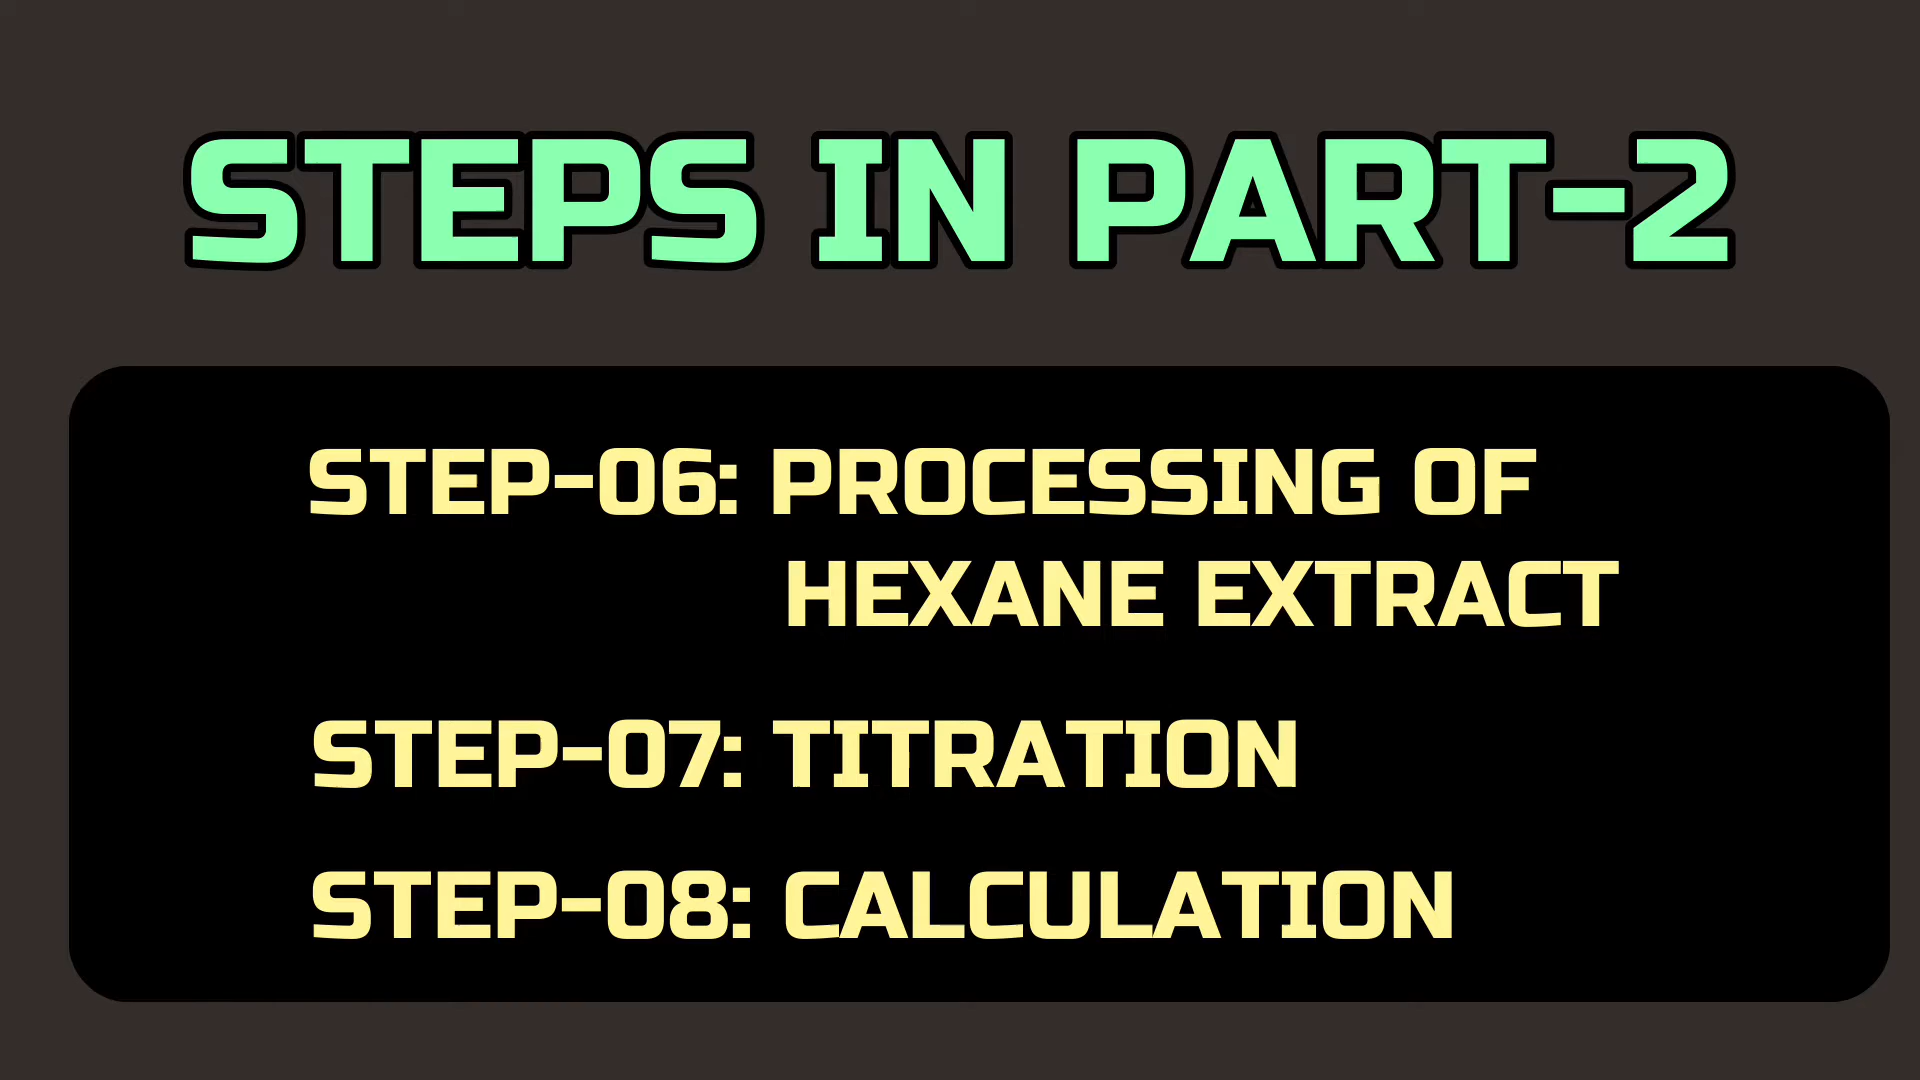 STEPS IN PART-2
STEP-06: PROCESSING OF
HEXANE EXTRACT
STEP-07: TITRATION
STEP-08: CALCULATION